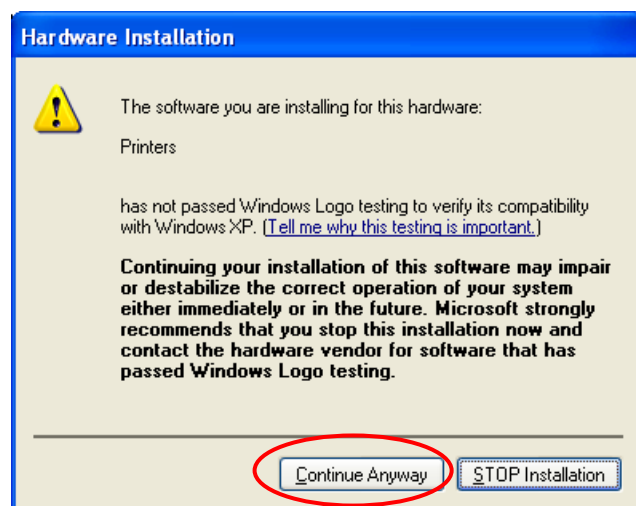 Hardware Installation
The software you are installing for this hardware:
Printers
has not passed Windows Logo testing to verify its compatibility
with Windows XP. (Tell me why this testing is important.)
Continuing your installation of this software may impair
or destabilize the correct operation of your system
either immediately or in the future. Microsoft strongly
recommends that you stop this installation now and
contact the hardware vendor for software that has
passed Windows Logo testing.
Continue Anyway STOP Installation